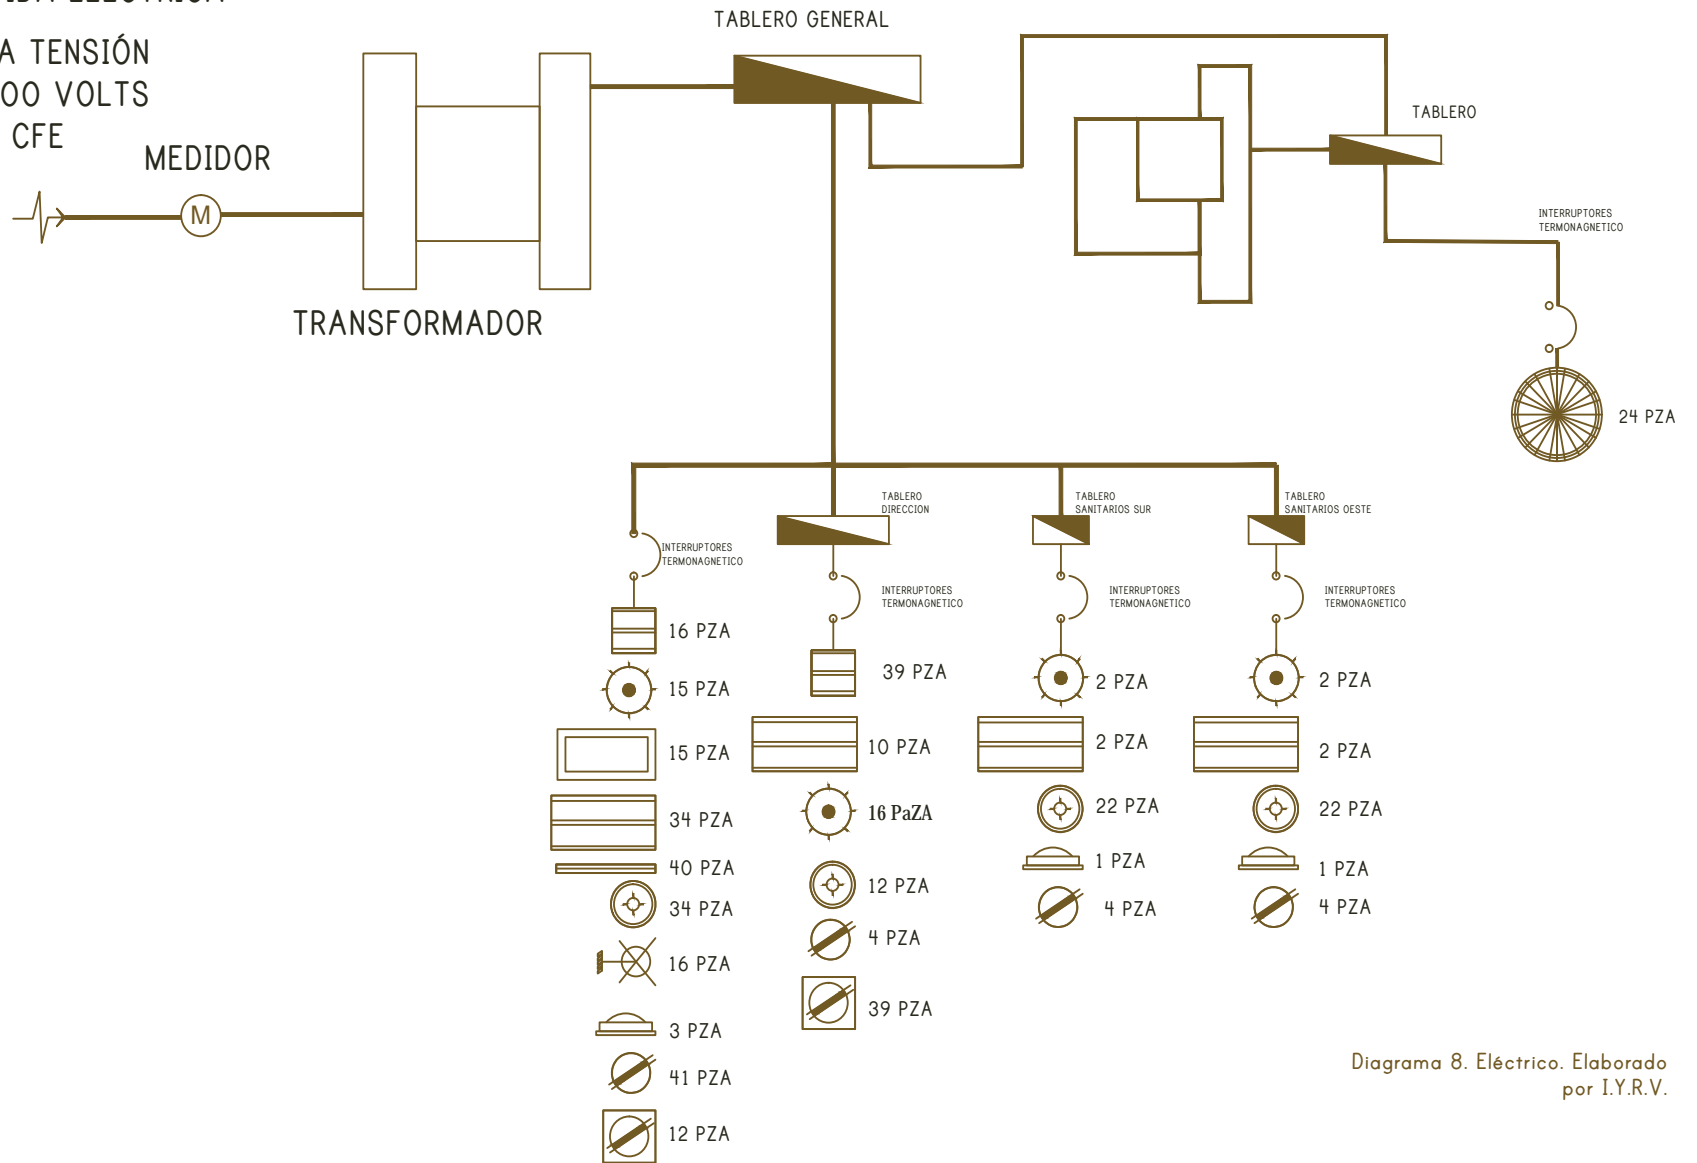 A TENSIÓN
00 VOLTS
CFE
MEDIDOR
M
TRANSFORMADOR
TABLERO GENERAL
TABLERO
INTERRUPTORES
TERMONAGNETICO
24 PZA
INTERRUPTORES
TERMONAGNETICO
16 PZA
15 PZA
15 PZA
34 PZA
40 PZA
34 PZA
16 PZA
3 PZA
41 PZA
12 PZA
TABLERO
DIRECCION
INTERRUPTORES
TERMONAGNETICO
39 PZA
10 PZA
16 PaZA
12 PZA
4 PZA
39 PZA
TABLERO
SANITARIOS SUR
INTERRUPTORES
TERMONAGNETICO
2 PZA
2 PZA
22 PZA
1 PZA
4 PZA
TABLERO
SANITARIOS OESTE
INTERRUPTORES
TERMONAGNETICO
2 PZA
2 PZA
22 PZA
1 PZA
4 PZA
Diagrama 8. Eléctrico. Elaborado
por I.Y.R.V.